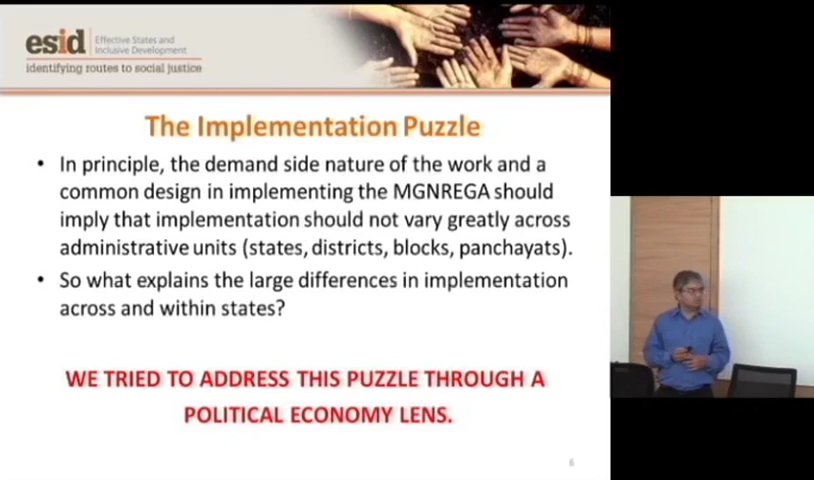 esid
Effective States and
Inclusive Development
identifying routes to social justice
The Implementation Puzzle
• In principle, the demand side nature of the work and a
common design in implementing the MGNREGA should
imply that implementation should not vary greatly across
administrative units (states, districts, blocks, panchayats).
• So what explains the large differences in implementation
across and within states?
WE TRIED TO ADDRESS THIS PUZZLE THROUGH A
POLITICAL ECONOMY LENS.
6